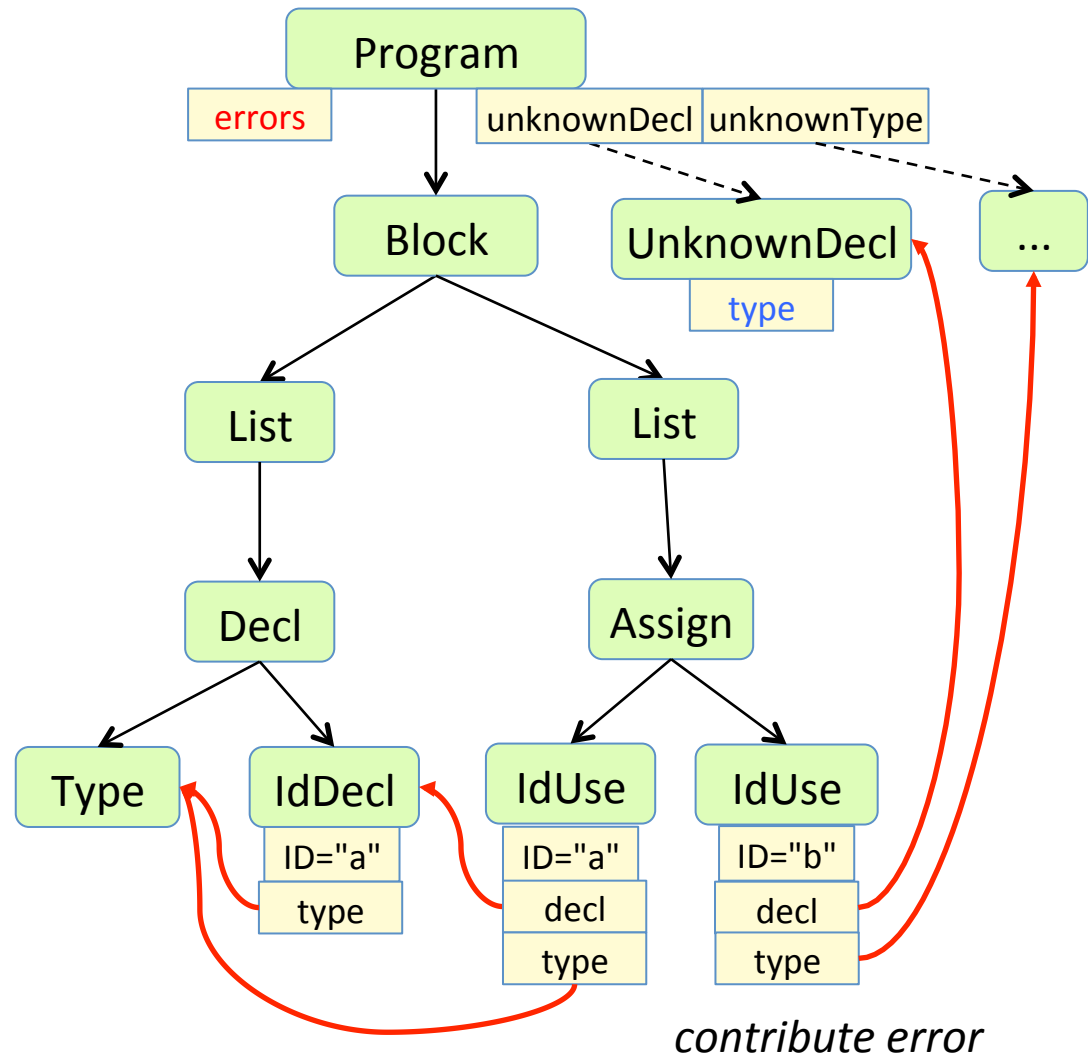 Program
errors
unknownDecl
unknownType
Block
UnknownDecl
...
type
List
List
Decl
Assign
Type
IdDecl
IdUse
IdUse
ID="a"
ID="a"
ID="b"
type
decl
decl
type
type
contribute error